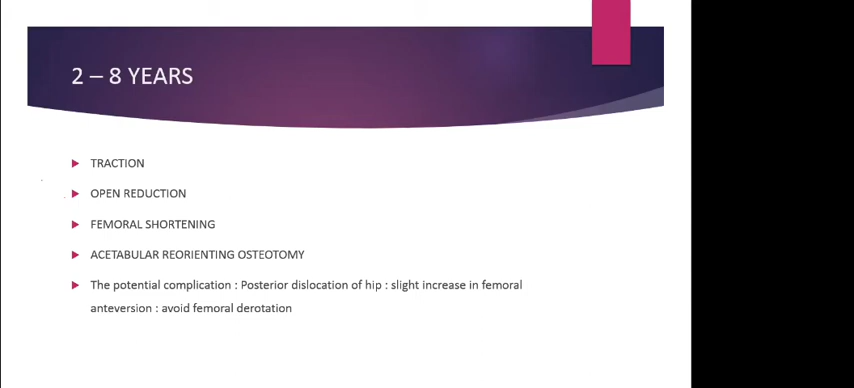 2 – 8 YEARS
TRACTION
OPEN REDUCTION
FEMORAL SHORTENING
ACETABULAR REORIENTING OSTEOTOMY
The potential complication : Posterior dislocation of hip : slight increase in femoral
anteversion : avoid femoral derotation